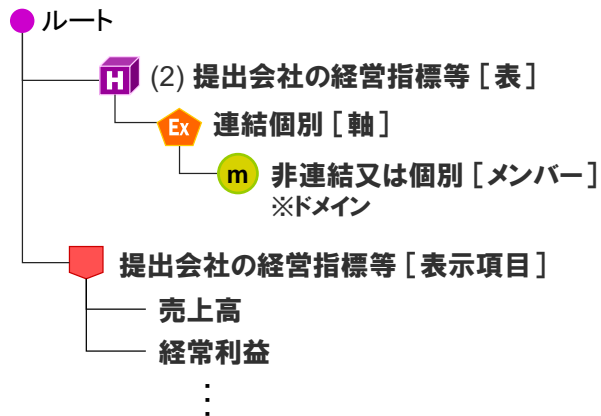 ルート
H (2) 提出会社の経営指標等［表］
Ex 連結個別［軸］
m 非連結又は個別［メンバー］
※ドメイン
提出会社の経営指標等［表示項目］
売上高
経常利益
⋮